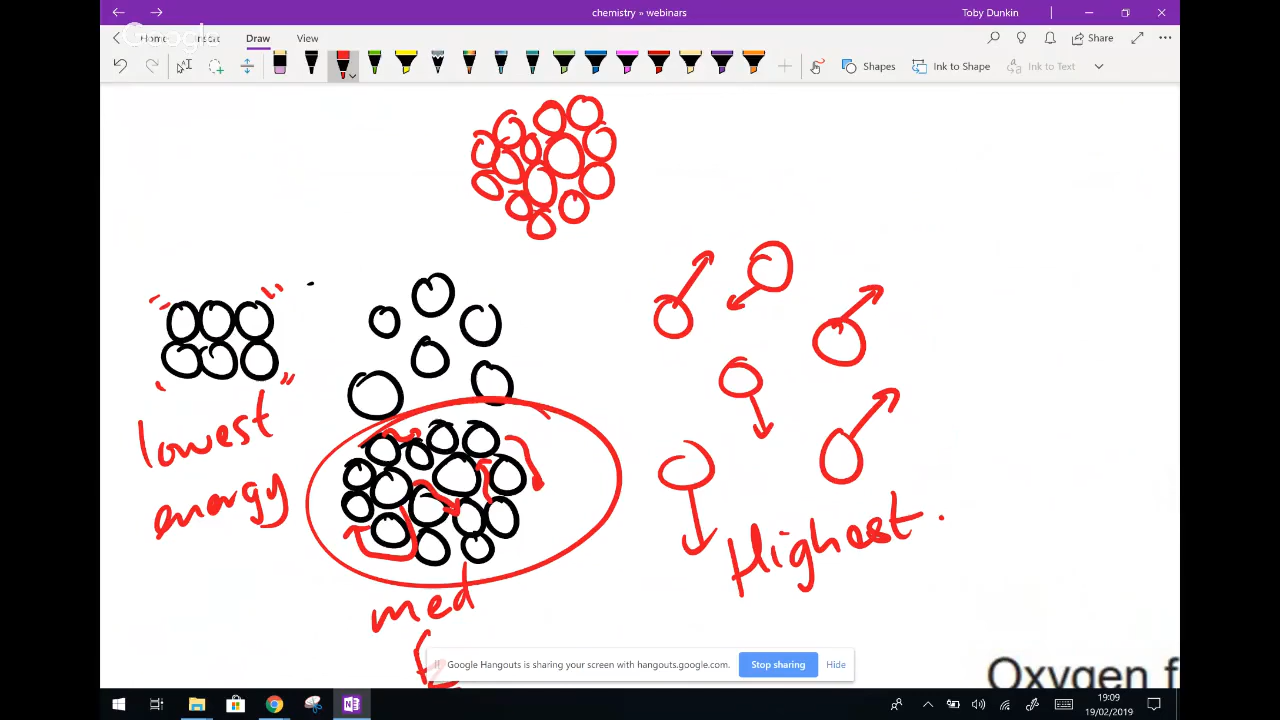 chemistry » webinars
Toby Dunkin
Google
Home Insert Draw View
Share
Shapes
Ink to Shape
Ink to Text
lowest
energy
med
E
Highest.
Google Hangouts is sharing your screen with hangouts.google.com.
Stop sharing
Hide
Oxygen f
19:09
19/02/2019